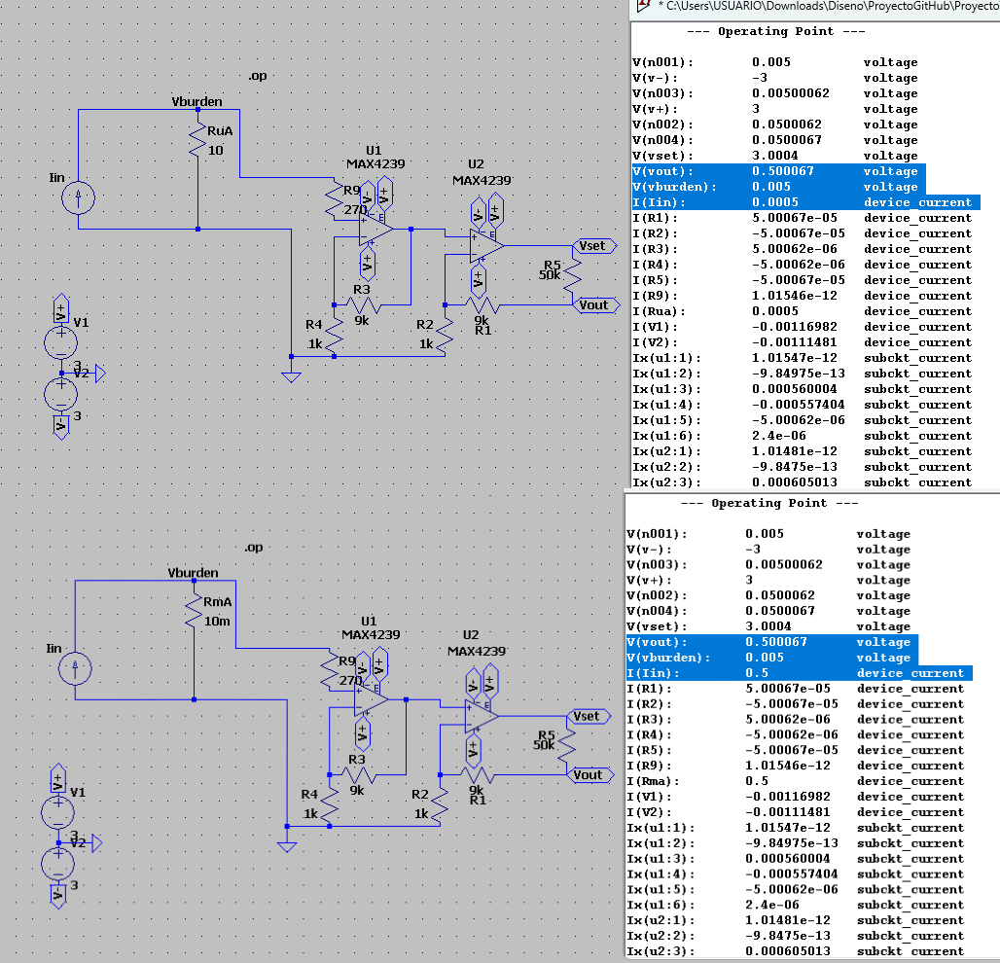 * C:\Users\USUARIO\Downloads\Diseno\ProyectoGitHub\Proyecto
--- Operating Point ---
V(n001): 0.005 voltage
V(v-): -3 voltage
V(n003): 0.00500062 voltage
V(v+): 3 voltage
V(n002): 0.0500062 voltage
V(n004): 0.0500067 voltage
V(vset): 3.0004 voltage
V(vout): 0.500067 voltage
V(vburden): 0.005 voltage
I(Iin): 0.0005 device_current
I(R1): 5.00067e-05 device_current
I(R2): -5.00067e-05 device_current
I(R3): 5.00062e-06 device_current
I(R4): -5.00062e-06 device_current
I(R5): -5.00067e-05 device_current
I(R9): 1.01546e-12 device_current
I(Rua): 0.0005 device_current
I(V1): -0.00116982 device_current
I(V2): -0.00111481 device_current
Ix(u1:1): 1.01547e-12 subckt_current
Ix(u1:2): -9.84975e-13 subckt_current
Ix(u1:3): 0.000560004 subckt_current
Ix(u1:4): -0.000557404 subckt_current
Ix(u1:5): -5.00062e-06 subckt_current
Ix(u1:6): 2.4e-06 subckt_current
Ix(u2:1): 1.01481e-12 subckt_current
Ix(u2:2): -9.8475e-13 subckt_current
Ix(u2:3): 0.000605013 subckt_current
.op
Vburden
RuA
10
Iin
U1
MAX4239
U2
MAX4239
R9
270
V-
V+
E
V+
V-
V+
E
V+
Vset
R5
50k
Vout
R3
9k
R4
1k
R2
1k
9k
R1
V+
V1
3
V2
3
V-
--- Operating Point ---
V(n001): 0.005 voltage
V(v-): -3 voltage
V(n003): 0.00500062 voltage
V(v+): 3 voltage
V(n002): 0.0500062 voltage
V(n004): 0.0500067 voltage
V(vset): 3.0004 voltage
V(vout): 0.500067 voltage
V(vburden): 0.005 voltage
I(Iin): 0.5 device_current
I(R1): 5.00067e-05 device_current
I(R2): -5.00067e-05 device_current
I(R3): 5.00062e-06 device_current
I(R4): -5.00062e-06 device_current
I(R5): -5.00067e-05 device_current
I(R9): 1.01546e-12 device_current
I(Rma): 0.5 device_current
I(V1): -0.00116982 device_current
I(V2): -0.00111481 device_current
Ix(u1:1): 1.01547e-12 subckt_current
Ix(u1:2): -9.84975e-13 subckt_current
Ix(u1:3): 0.000560004 subckt_current
Ix(u1:4): -0.000557404 subckt_current
Ix(u1:5): -5.00062e-06 subckt_current
Ix(u1:6): 2.4e-06 subckt_current
Ix(u2:1): 1.01481e-12 subckt_current
Ix(u2:2): -9.8475e-13 subckt_current
Ix(u2:3): 0.000605013 subckt_current
.op
Vburden
RmA
10m
Iin
U1
MAX4239
U2
MAX4239
R9
270
V-
V+
E
V+
V-
V+
E
V+
Vset
R5
50k
Vout
R3
9k
R4
1k
R2
1k
9k
R1
V+
V1
3
V2
3
V-